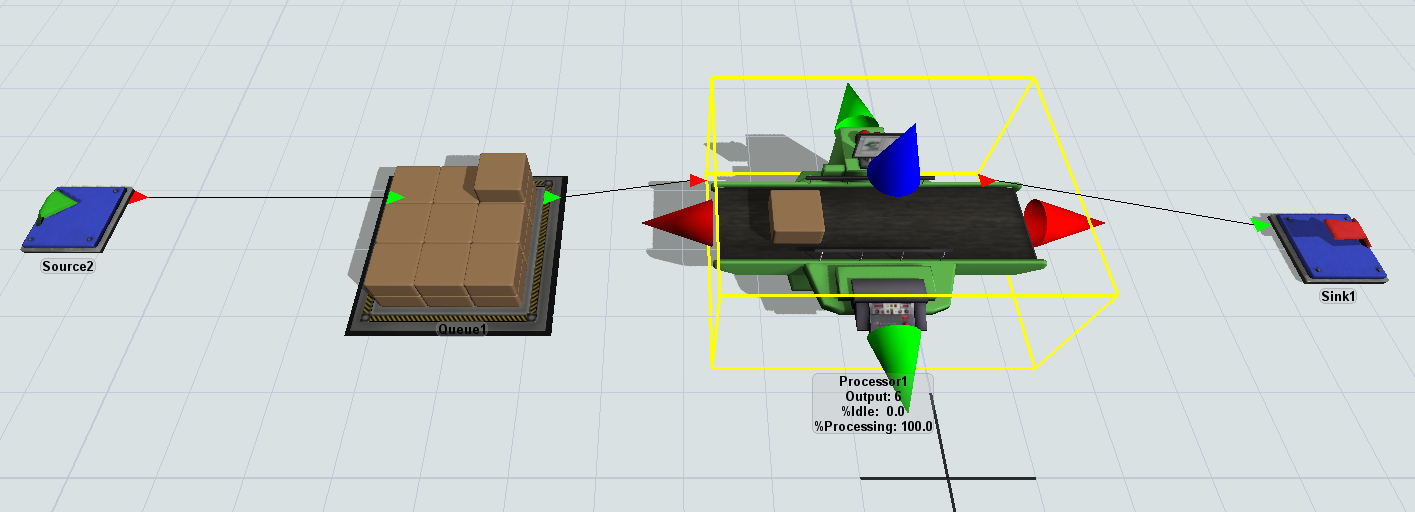 Source2
Queue1
Processor1
Output: 6
%Idle: 0.0
%Processing: 100.0
Sink1